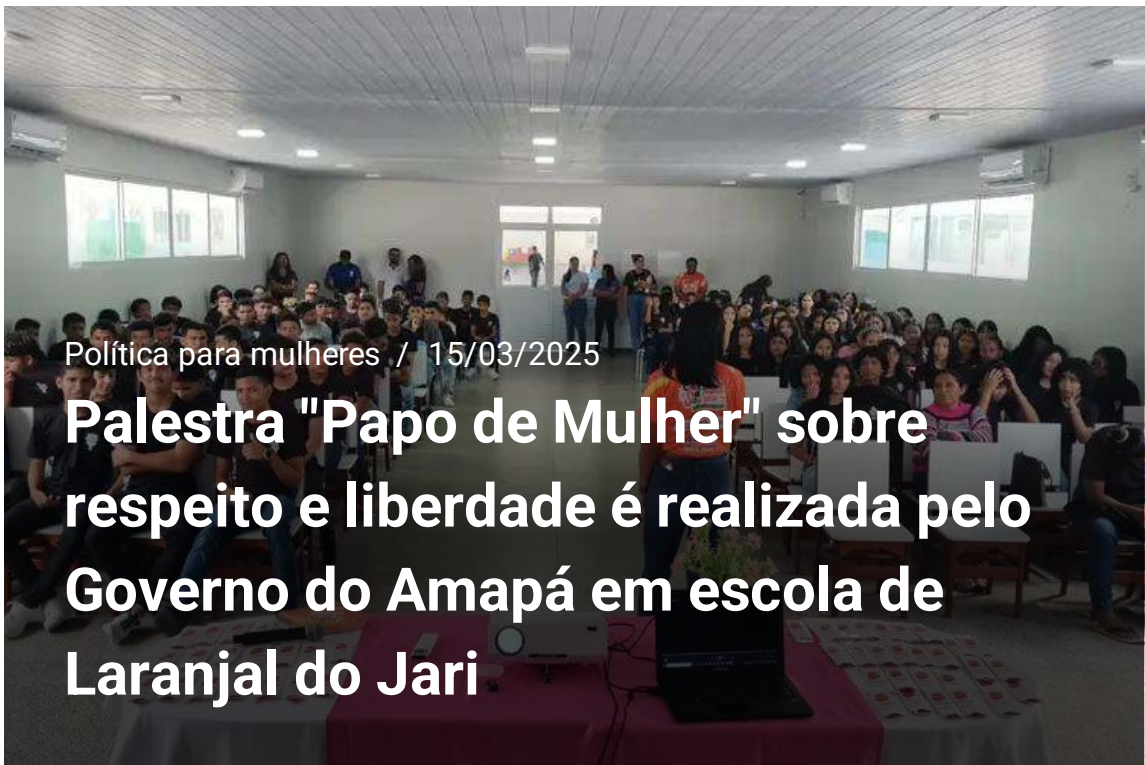 Política para mulheres / 15/03/2025
Palestra "Papo de Mulher" sobre
respeito e liberdade é realizada pelo
Governo do Amapá em escola de
Laranjal do Jari